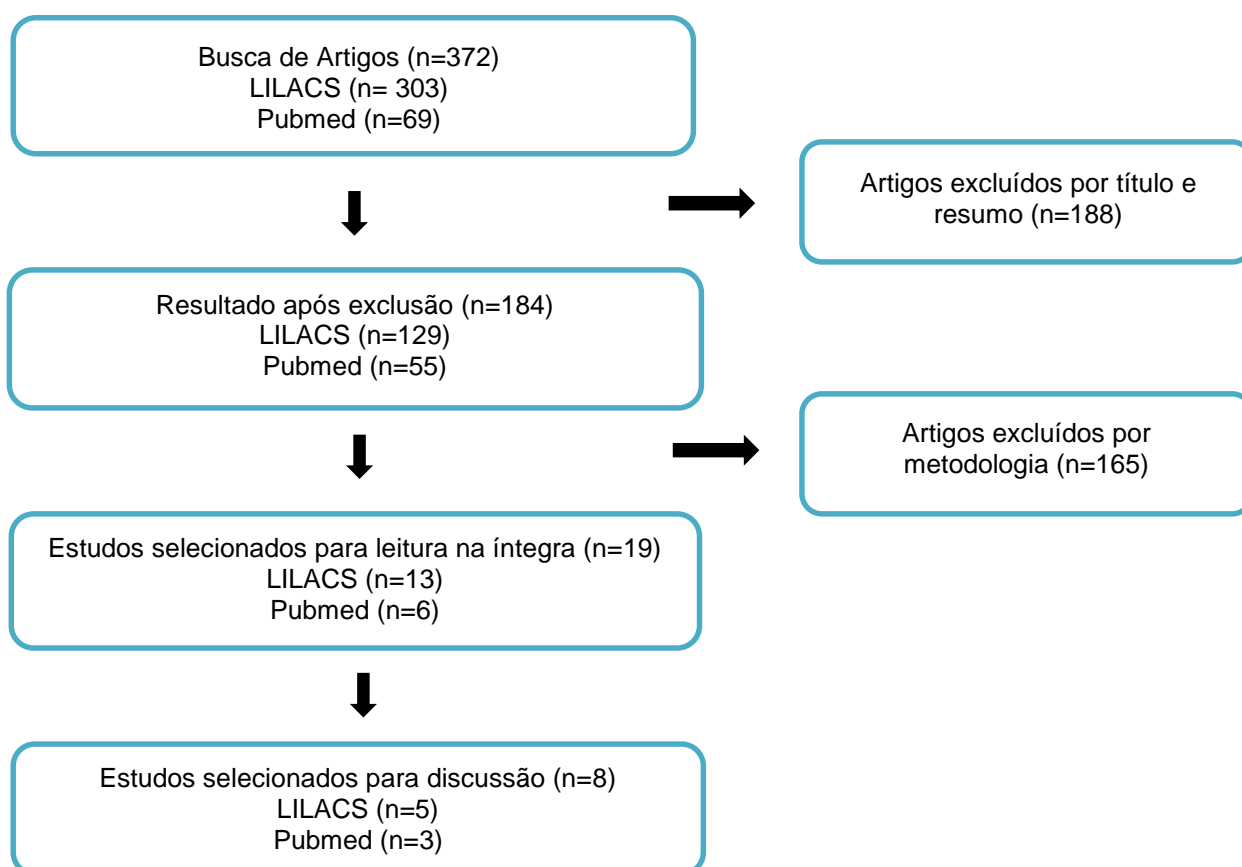 Busca de Artigos (n=372)
LILACS (n= 303)
Pubmed (n=69)
Artigos excluídos por título e
resumo (n=188)
Resultado após exclusão (n=184)
LILACS (n=129)
Pubmed (n=55)
Artigos excluídos por
metodologia (n=165)
Estudos selecionados para leitura na íntegra (n=19)
LILACS (n=13)
Pubmed (n=6)
Estudos selecionados para discussão (n=8)
LILACS (n=5)
Pubmed (n=3)